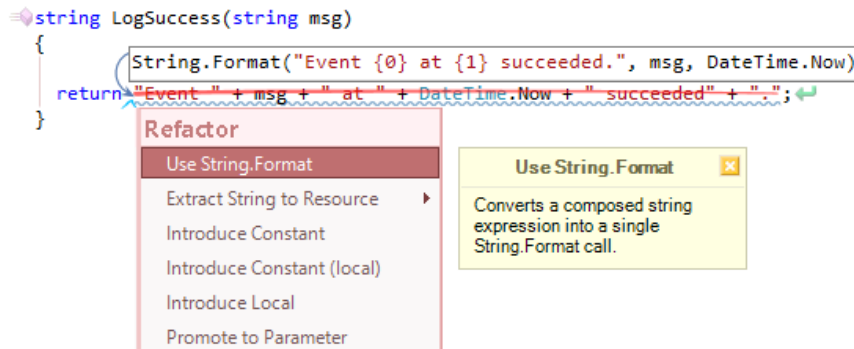 string LogSuccess(string msg)
{
String.Format("Event {0} at {1} succeeded.", msg, DateTime.Now)
return "Event " + msg + " at " + DateTime.Now + " succeeded" + ".";
}
Refactor
Use String.Format
Extract String to Resource
Introduce Constant
Introduce Constant (local)
Introduce Local
Promote to Parameter
Use String.Format
Converts a composed string
expression into a single
String.Format call.